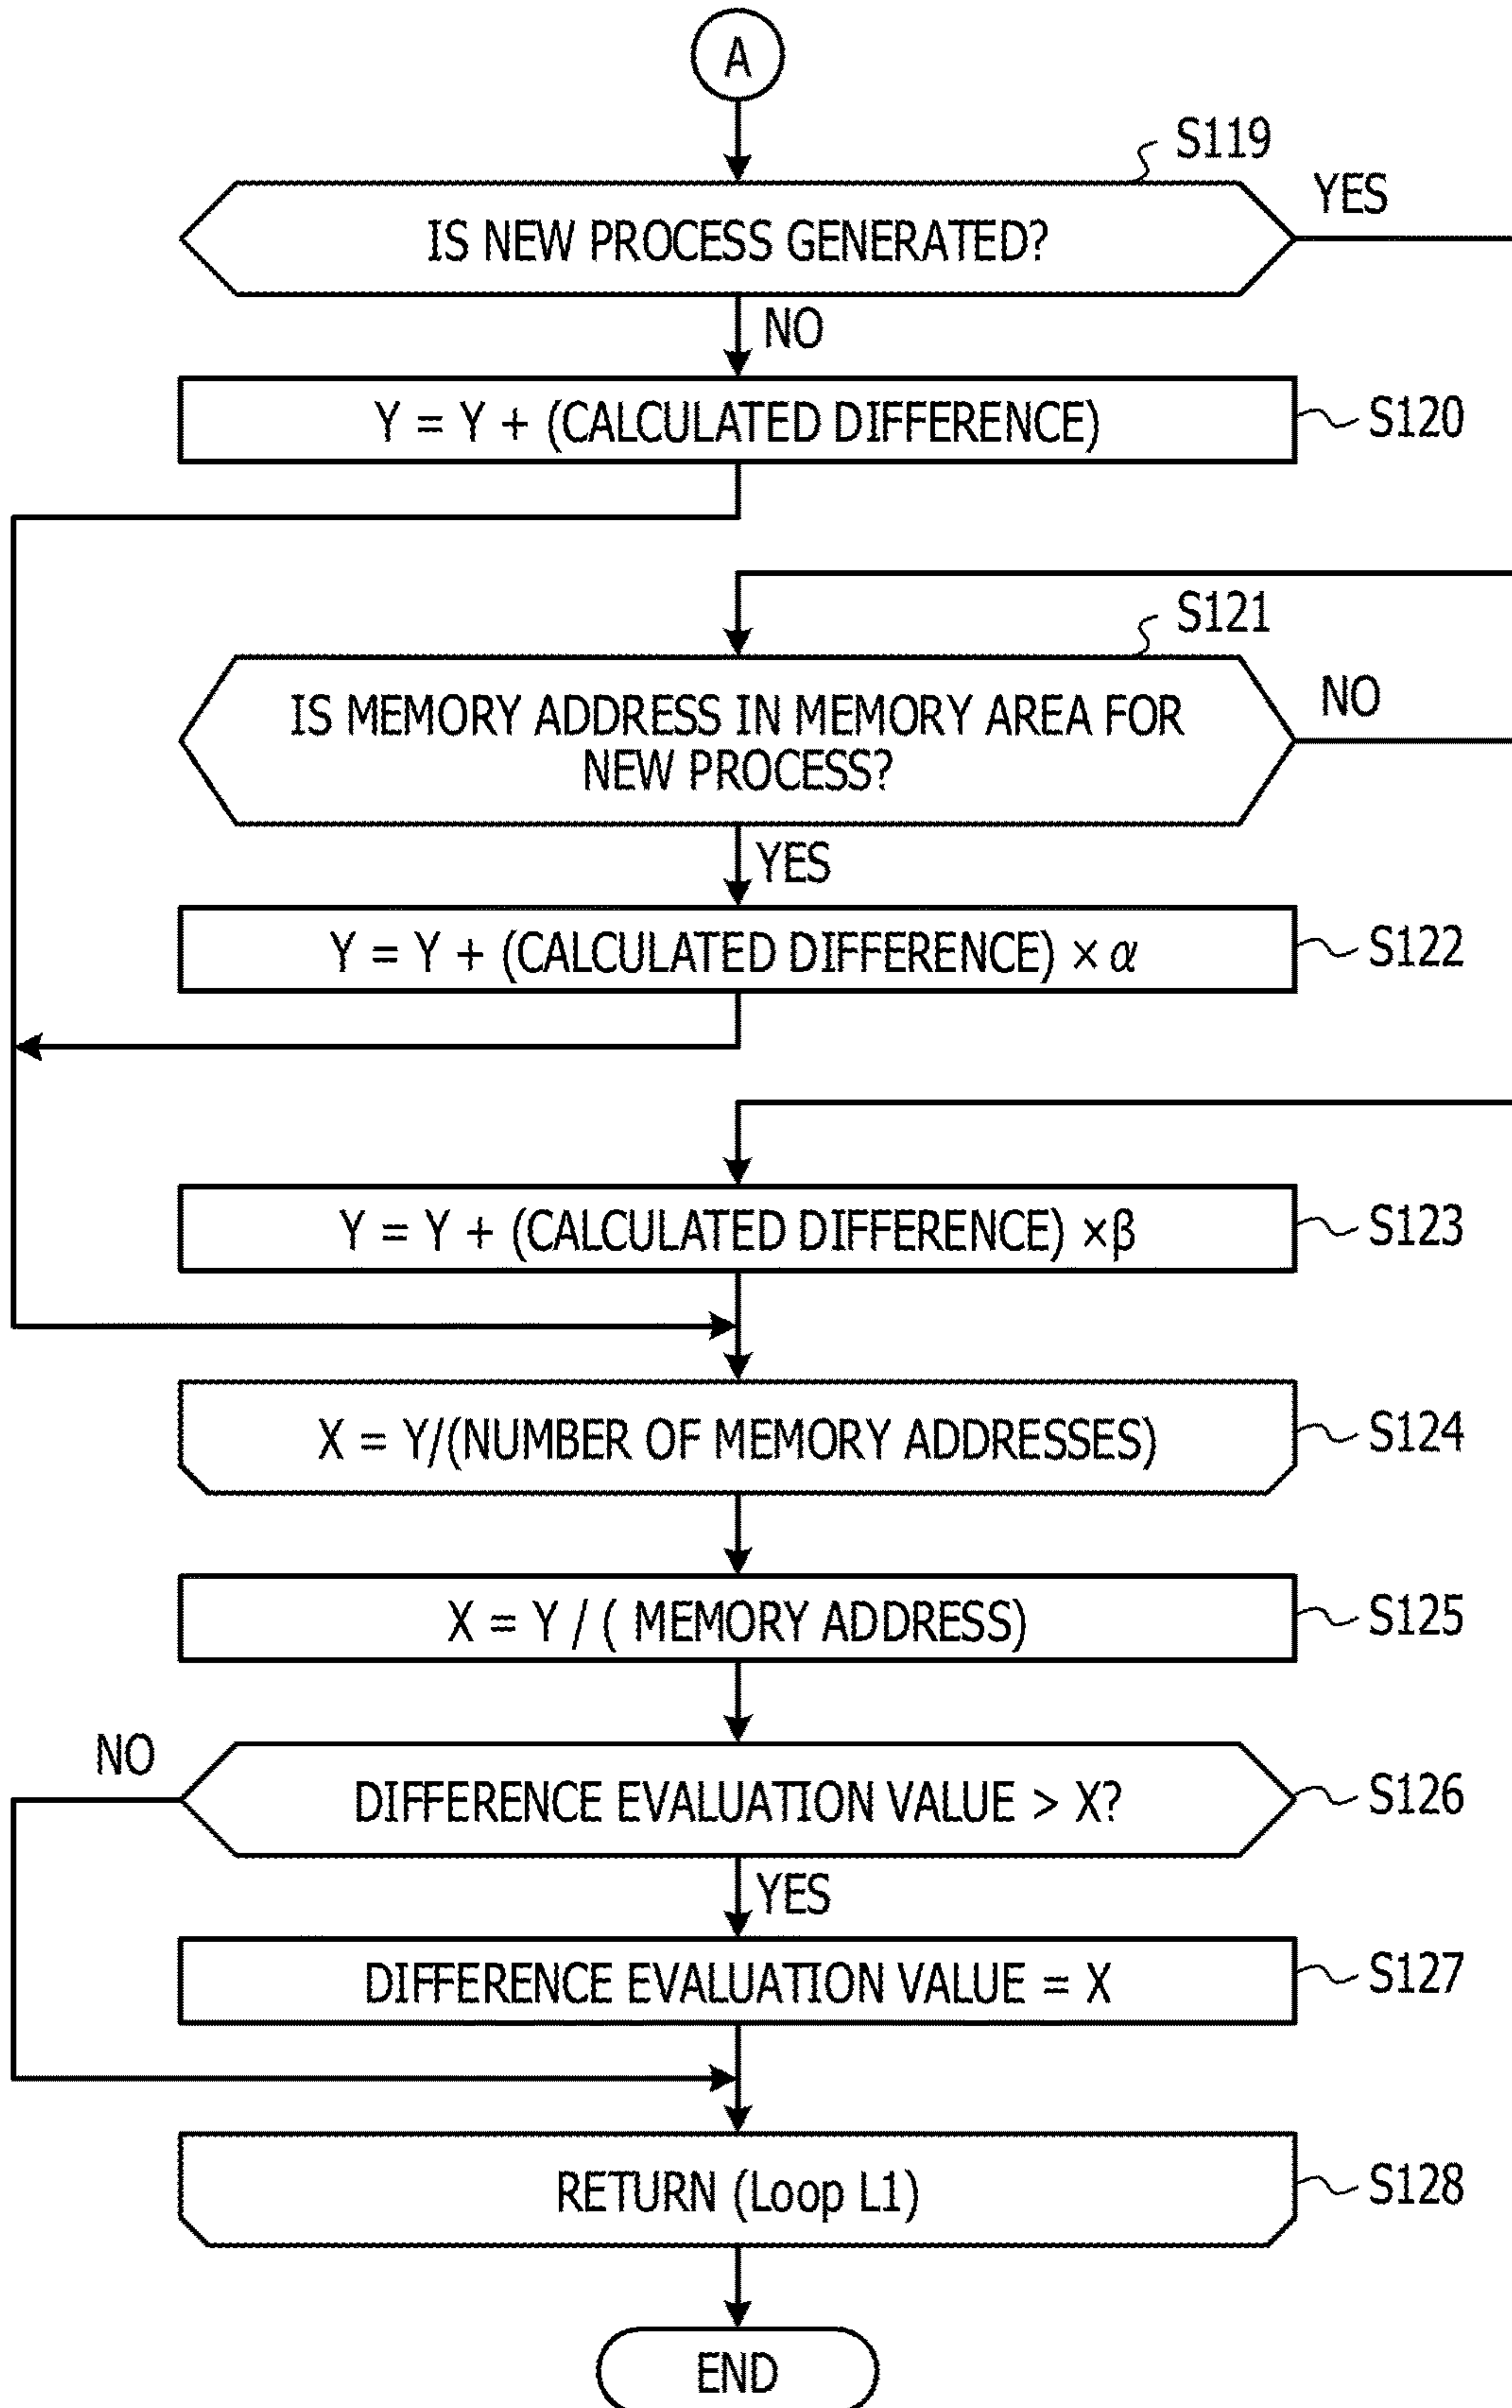 A
S119
YES
IS NEW PROCESS GENERATED?
NO
Y = Y + (CALCULATED DIFFERENCE)
S120
S121
IS MEMORY ADDRESS IN MEMORY AREA FOR
NEW PROCESS?
NO
YES
Y = Y + (CALCULATED DIFFERENCE) × α
S122
Y = Y + (CALCULATED DIFFERENCE) ×β
S123
X = Y/(NUMBER OF MEMORY ADDRESSES)
S124
X = Y / ( MEMORY ADDRESS)
S125
NO
DIFFERENCE EVALUATION VALUE > X?
S126
YES
DIFFERENCE EVALUATION VALUE = X
S127
RETURN (Loop L1)
S128
END